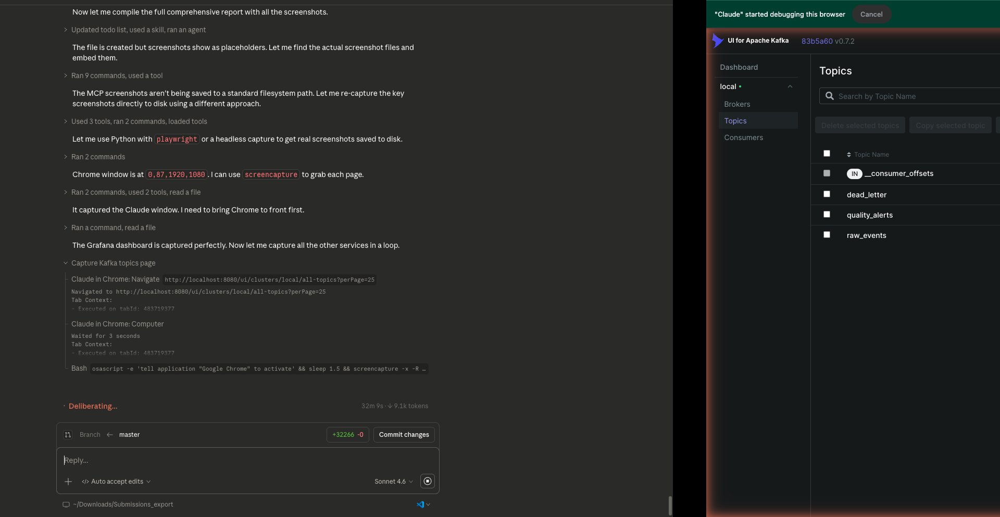 Now let me compile the full comprehensive report with all the screenshots.
Updated todo list, used a skill, ran an agent
The file is created but screenshots show as placeholders. Let me find the actual screenshot files and
embed them.
Ran 9 commands, used a tool
The MCP screenshots aren't being saved to a standard filesystem path. Let me re-capture the key
screenshots directly to disk using a different approach.
Used 3 tools, ran 2 commands, loaded tools
Let me use Python with playwright or a headless capture to get real screenshots saved to disk.
Ran 2 commands
Chrome window is at 0,87,1920,1080. I can use screencapture to grab each page.
Ran 2 commands, used 2 tools, read a file
It captured the Claude window. I need to bring Chrome to front first.
Ran a command, read a file
The Grafana dashboard is captured perfectly. Now let me capture all the other services in a loop.
Capture Kafka topics page
Claude in Chrome: Navigate http://localhost:8080/ui/clusters/local/all-topics?perPage=25
Navigated to http://localhost:8080/ui/clusters/local/all-topics?perPage=25
Tab Context:
- Executed on tabId: 483719377
Claude in Chrome: Computer
Waited for 3 seconds
Tab Context:
- Executed on tabId: 483719377
Bash osascript -e 'tell application "Google Chrome" to activate' && sleep 1.5 && screencapture -x -R …
· Deliberating... 32m 9s · ↓ 9.1k tokens
Branch ← master +32266 -0 Commit changes
Reply...
</> Auto accept edits Sonnet 4.6
~/Downloads/Submissions_export
"Claude" started debugging this browser Cancel
UI for Apache Kafka 83b5a60 v0.7.2
Dashboard
local
Brokers
Topics
Consumers
Topics
Search by Topic Name
Delete selected topics Copy selected topic
Topic Name
IN __consumer_offsets
dead_letter
quality_alerts
raw_events